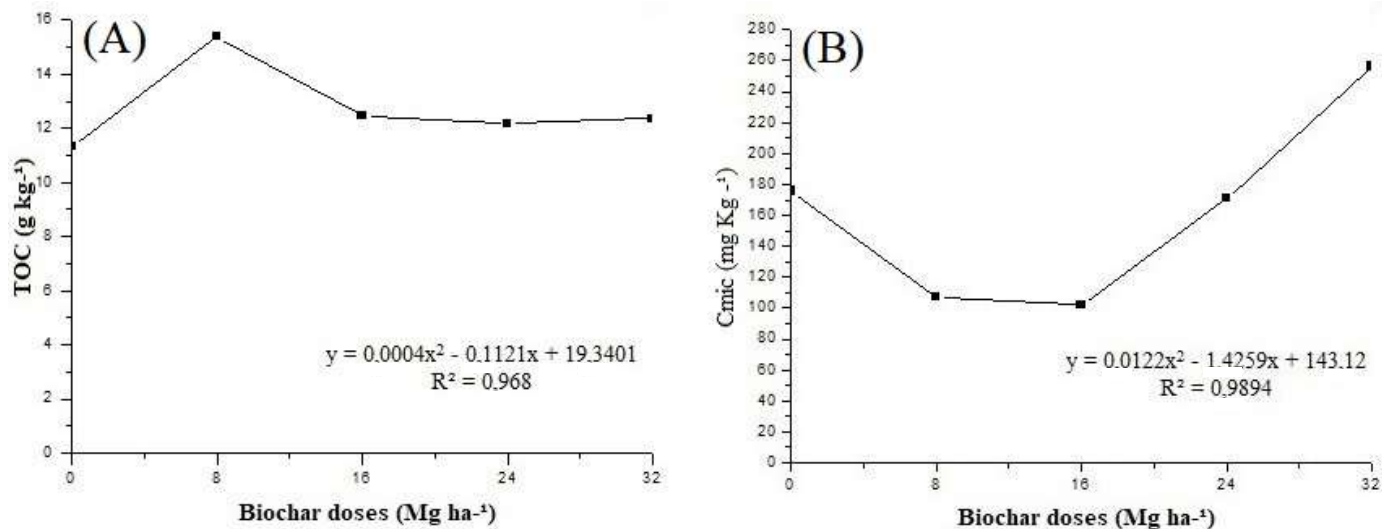 (A)
16
14
12
10
8
6
4
2
0
TOC (g kg-¹)
y = 0.0004x² - 0.1121x + 19.3401
R² = 0.968
0 8 16 24 32
Biochar doses (Mg ha-¹)
(B)
280
260
240
220
200
180
160
140
120
100
80
60
40
20
0
Cmic (mg Kg -¹)
y = 0.0122x² - 1.4259x + 143.12
R² = 0.9894
0 8 16 24 32
Biochar doses (Mg ha-¹)